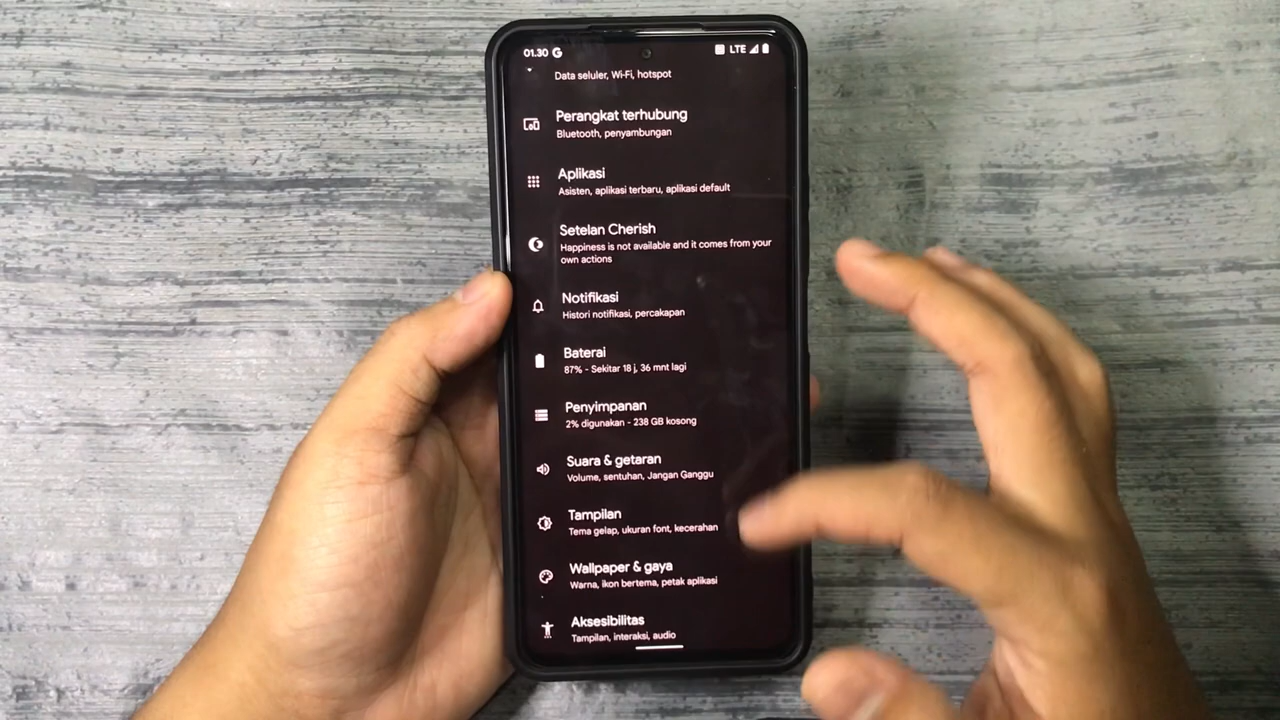 01.30 G
LTE
Data seluler, Wi-Fi, hotspot
Perangkat terhubung
Bluetooth, penyambungan
Aplikasi
Asisten, aplikasi terbaru, aplikasi default
Setelan Cherish
Happiness is not available and it comes from your
own actions
Notifikasi
Histori notifikasi, percakapan
Baterai
87% - Sekitar 18 j, 36 mnt lagi
Penyimpanan
2% digunakan - 238 GB kosong
Suara & getaran
Volume, sentuhan, Jangan Ganggu
Tampilan
Tema gelap, ukuran font, kecerahan
Wallpaper & gaya
Warna, ikon bertema, petak aplikasi
Aksesibilitas
Tampilan, interaksi, audio